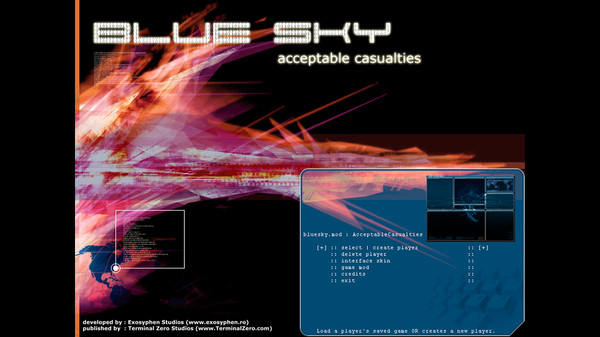 BLUE SKY
acceptable casualties
bluesky.mod : AcceptableCasualties
[+] :: select | create player :: [+]
:: delete player ::
:: interface skin ::
:: game mod ::
:: credits ::
:: exit ::
Load a player's saved game OR creates a new player.
developed by : Exosyphen Studios (www.exosyphen.ro)
published by : Terminal Zero Studios (www.TerminalZero.com)